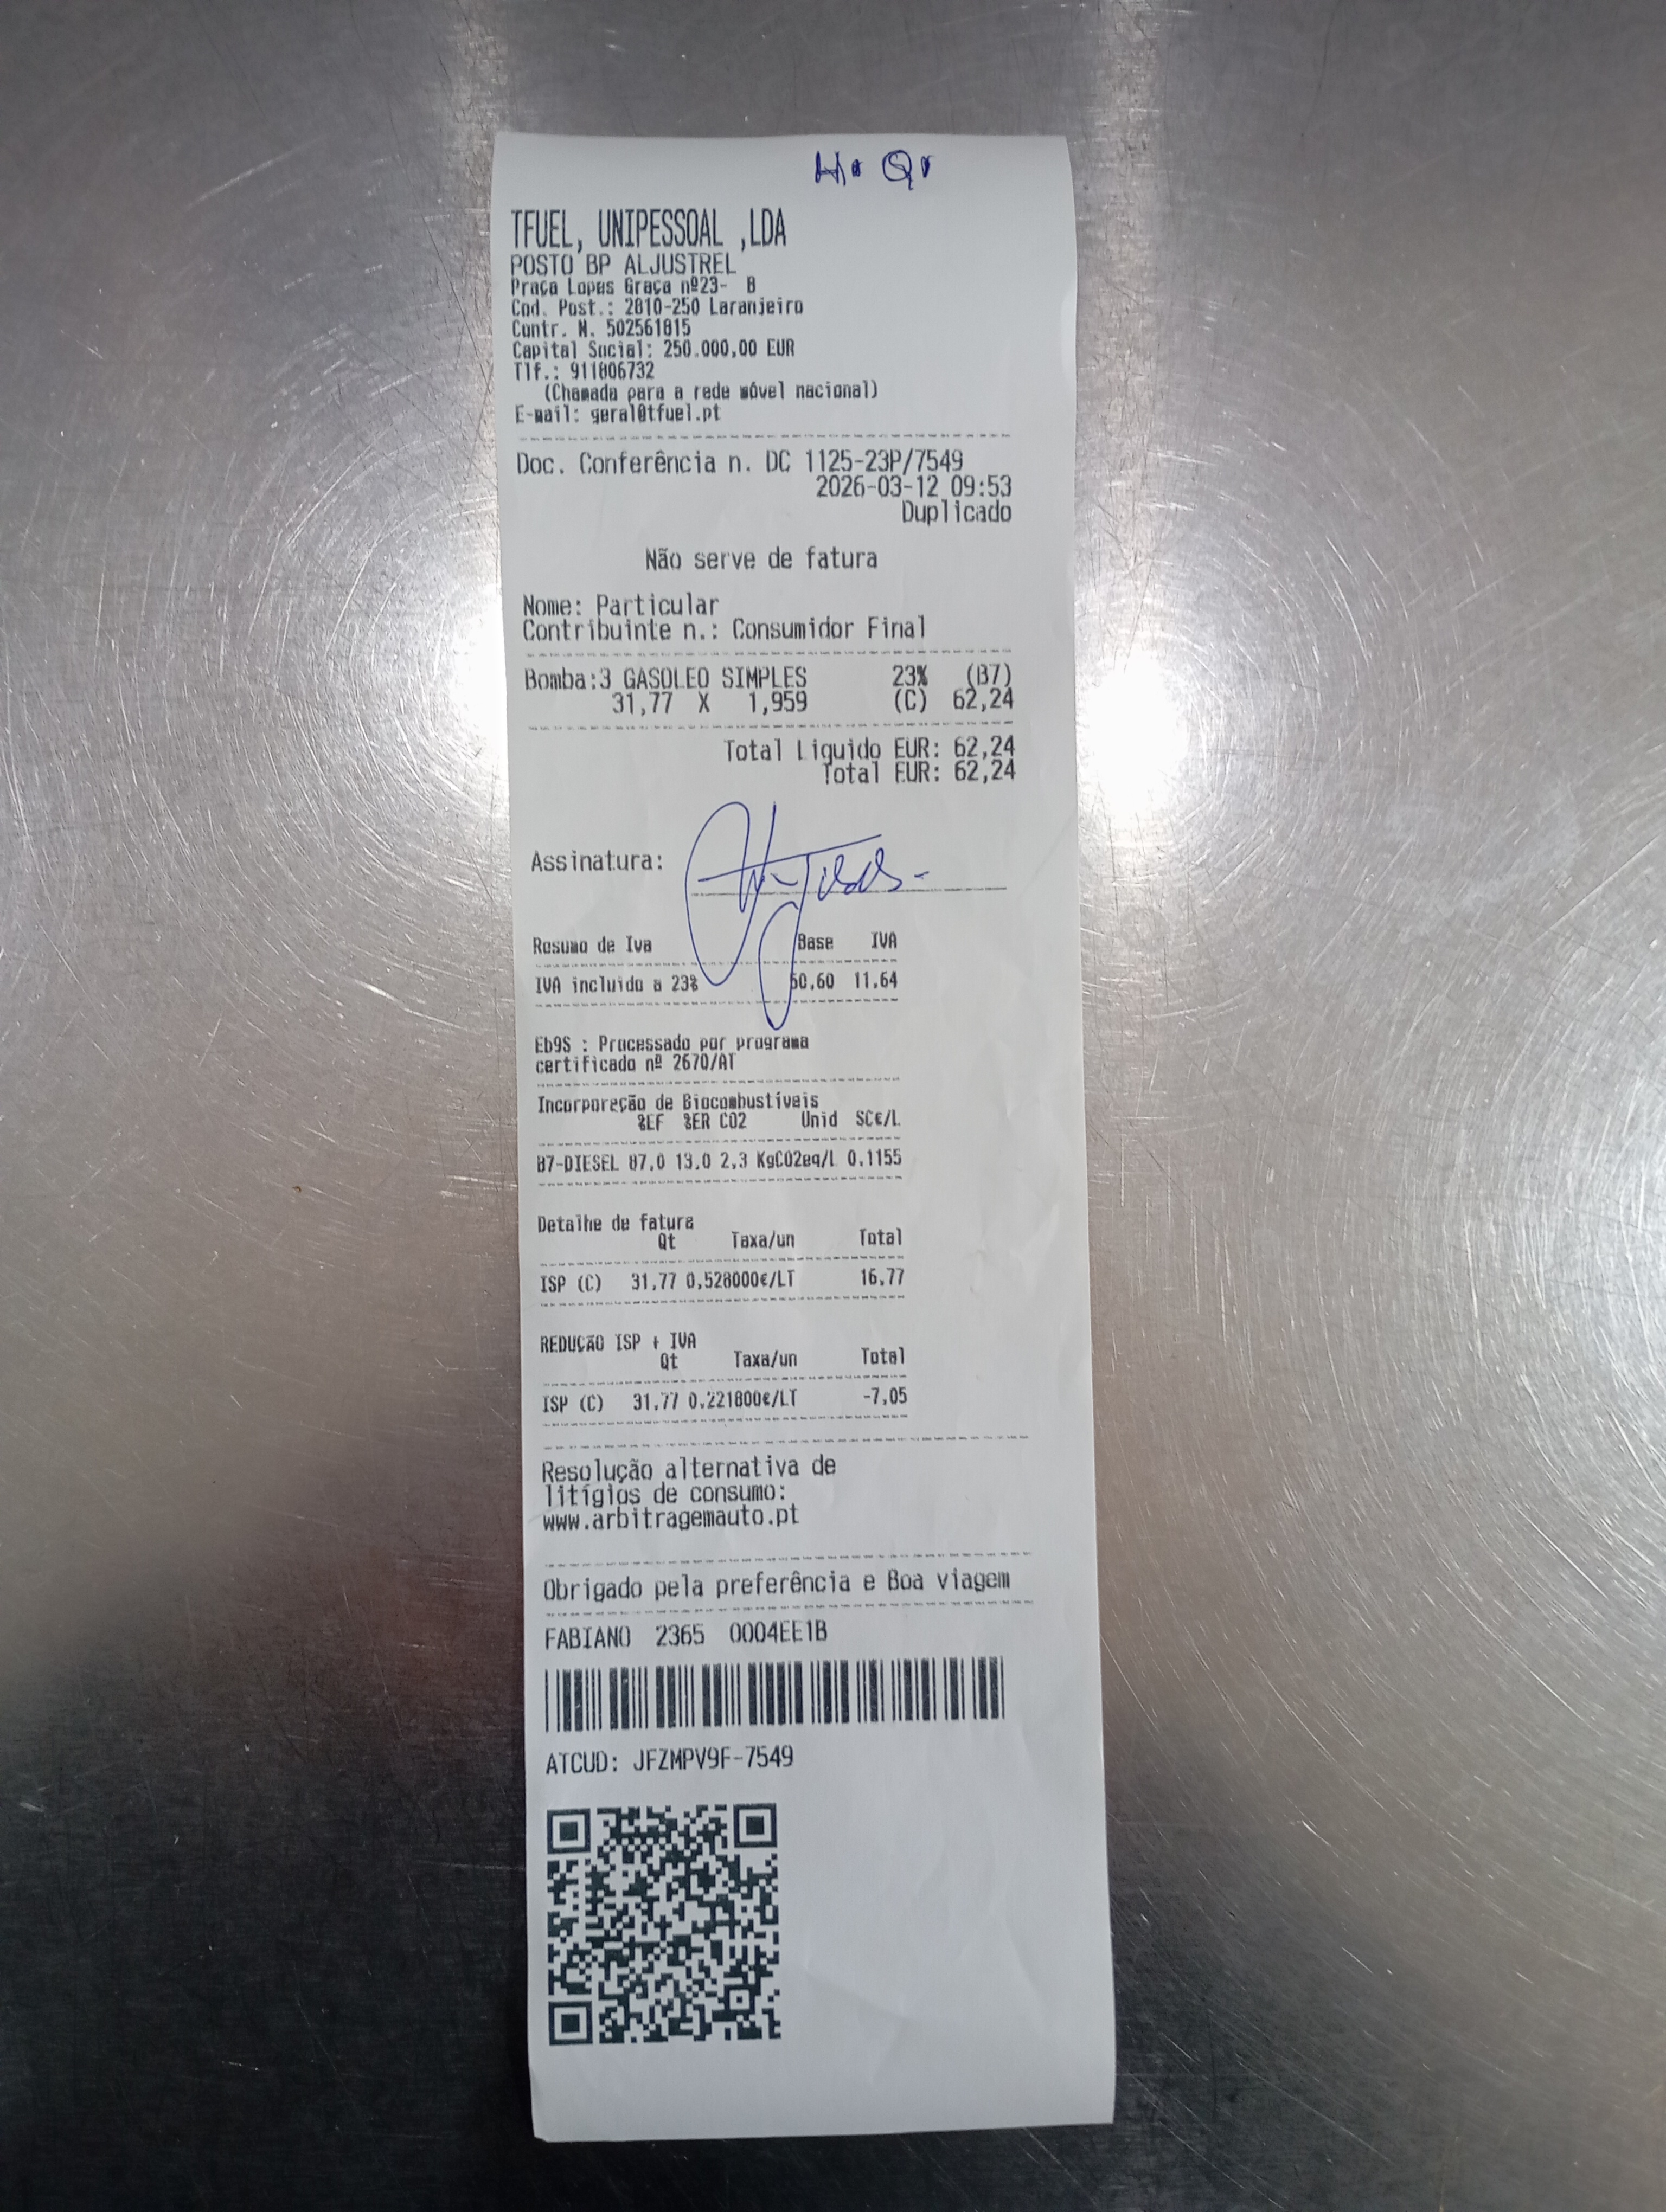 TFUEL, UNIPESSOAL ,LDA
POSTO BP ALJUSTREL
Praça Lopes Graça nº23- B
Cod. Post.: 2810-250 Laranjeiro
Contr. N. 502561815
Capital Social: 250.000,00 EUR
Tlf.: 911806732
(Chamada para a rede móvel nacional)
E-mail: geral@tfuel.pt
Doc. Conferência n. DC 1125-23P/7549
2026-03-12 09:53
Duplicado
Não serve de fatura
Nome: Particular
Contribuinte n.: Consumidor Final
Bomba:3 GASOLEO SIMPLES 23% (B7)
31,77 X 1,959 (C) 62,24
Total Liquido EUR: 62,24
Total EUR: 62,24
Assinatura:
Resumo de Iva Base IVA
IVA incluido a 23% 50,60 11.64
Eb9S : Processado por programa
certificado nº 2670/AT
Incorporação de Biocombustíveis
%EF %ER CO2 Unid SC€/L
B7-DIESEL 87.0 13.0 2,3 KgCO2eq/L 0.1155
Detalhe de fatura
Qt Taxa/un Total
ISP (C) 31,77 0,528000€/LT 16,77
REDUÇãO ISP + IVA
Qt Taxa/un Total
ISP (C) 31,77 0.221800€/LT -7,05
Resolução alternativa de
litígios de consumo:
www.arbitragemauto.pt
Obrigado pela preferência e Boa viagem
FABIANO 2365 0004EE1B
ATCUD: JFZMPV9F-7549